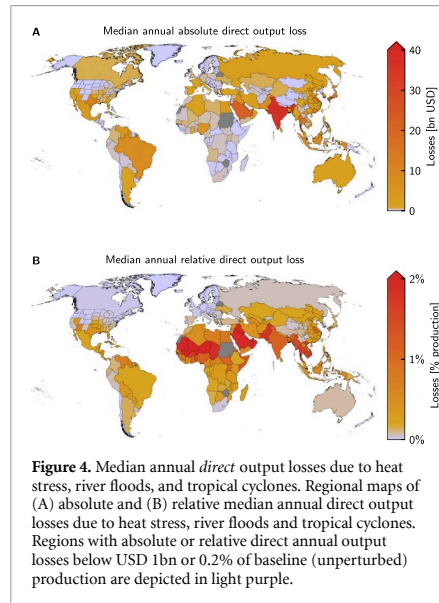 A
Median annual absolute direct output loss
40
30
20
10
0
Losses [bn USD]
B
Median annual relative direct output loss
2%
1%
0%
Losses [% production]
Figure 4. Median annual direct output losses due to heat
stress, river floods, and tropical cyclones. Regional maps of
(A) absolute and (B) relative median annual direct output
losses due to heat stress, river floods and tropical cyclones.
Regions with absolute or relative direct annual output
losses below USD 1bn or 0.2% of baseline (unperturbed)
production are depicted in light purple.